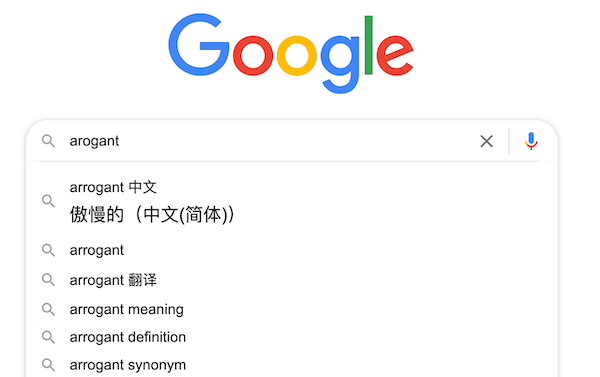 Google
arogant
arrogant 中文
傲慢的（中文(简体)）
arrogant
arrogant 翻译
arrogant meaning
arrogant definition
arrogant synonym